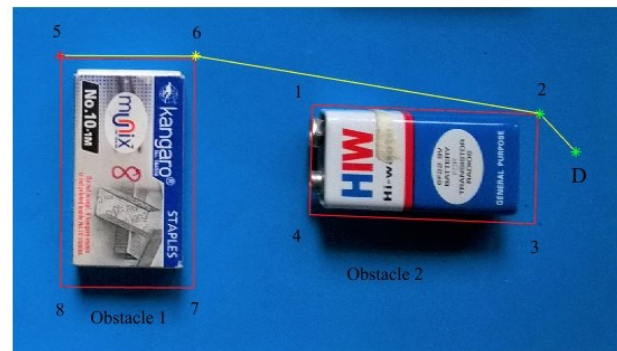 5
6
1
2
D
4
3
8
7
Obstacle 1
Obstacle 2
kangaro®
STAPLES
munix
No.10-1M
8
HIW
Hi-w
6F22 9V
BATTERY
FOR
TRANSISTOR
RADIOS
GENERAL PURPOSE